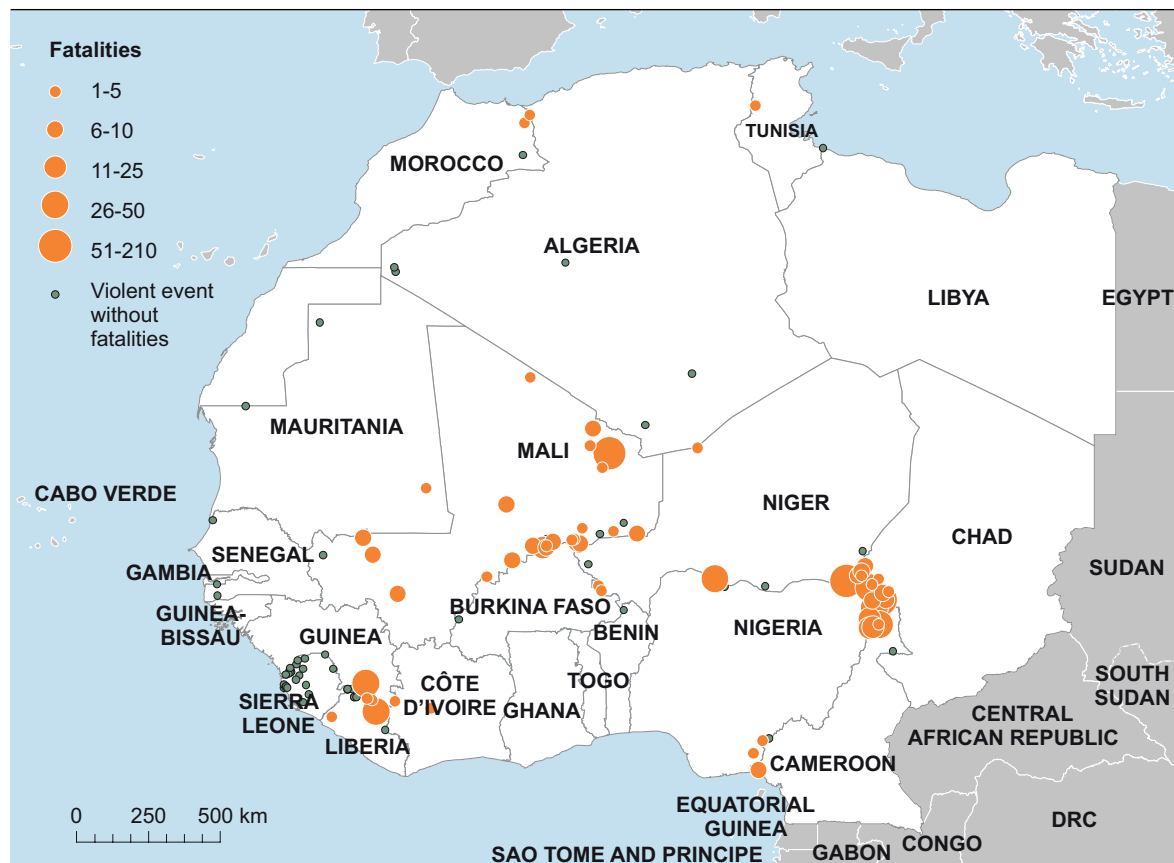 Fatalities
1-5
6-10
11-25
26-50
51-210
Violent event
without
fatalities
TUNISIA
MOROCCO
ALGERIA
LIBYA
EGYPT
MAURITANIA
MALI
CABO VERDE
NIGER
CHAD
SENEGAL
GAMBIA
SUDAN
GUINEA-
BISSAU
BURKINA FASO
GUINEA
BENIN
NIGERIA
CÔTE
D'IVOIRE
TOGO
SOUTH
SUDAN
SIERRA
LEONE
GHANA
CENTRAL
AFRICAN REPUBLIC
LIBERIA
CAMEROON
EQUATORIAL
GUINEA
0 250 500 km
DRC
CONGO
SAO TOME AND PRINCIPE
GABON